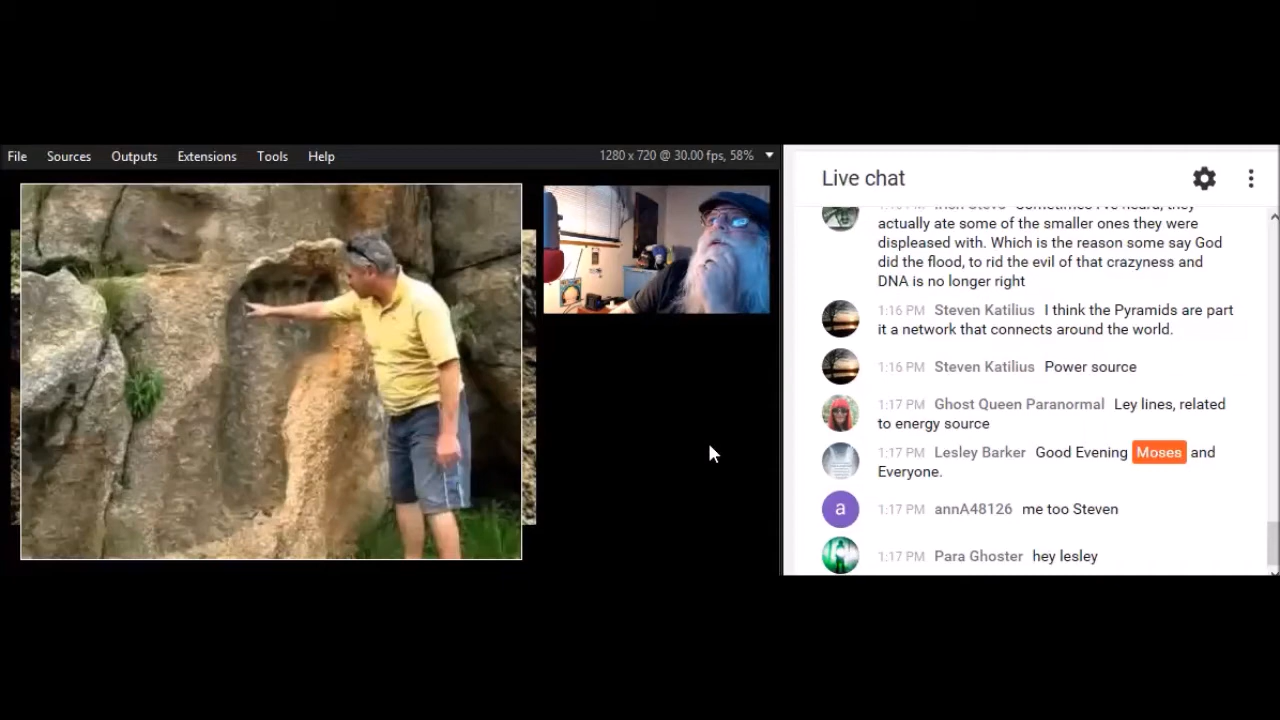 File Sources Outputs Extensions Tools Help
1280 x 720 @ 30.00 fps, 58%
Live chat
actually ate some of the smaller ones they were
displeased with. Which is the reason some say God
did the flood, to rid the evil of that crazyness and
DNA is no longer right
1:16 PM Steven Katilius I think the Pyramids are part
it a network that connects around the world.
1:16 PM Steven Katilius Power source
1:17 PM Ghost Queen Paranormal Ley lines, related
to energy source
1:17 PM Lesley Barker Good Evening Moses and
Everyone.
a
1:17 PM annA48126 me too Steven
1:17 PM Para Ghoster hey lesley